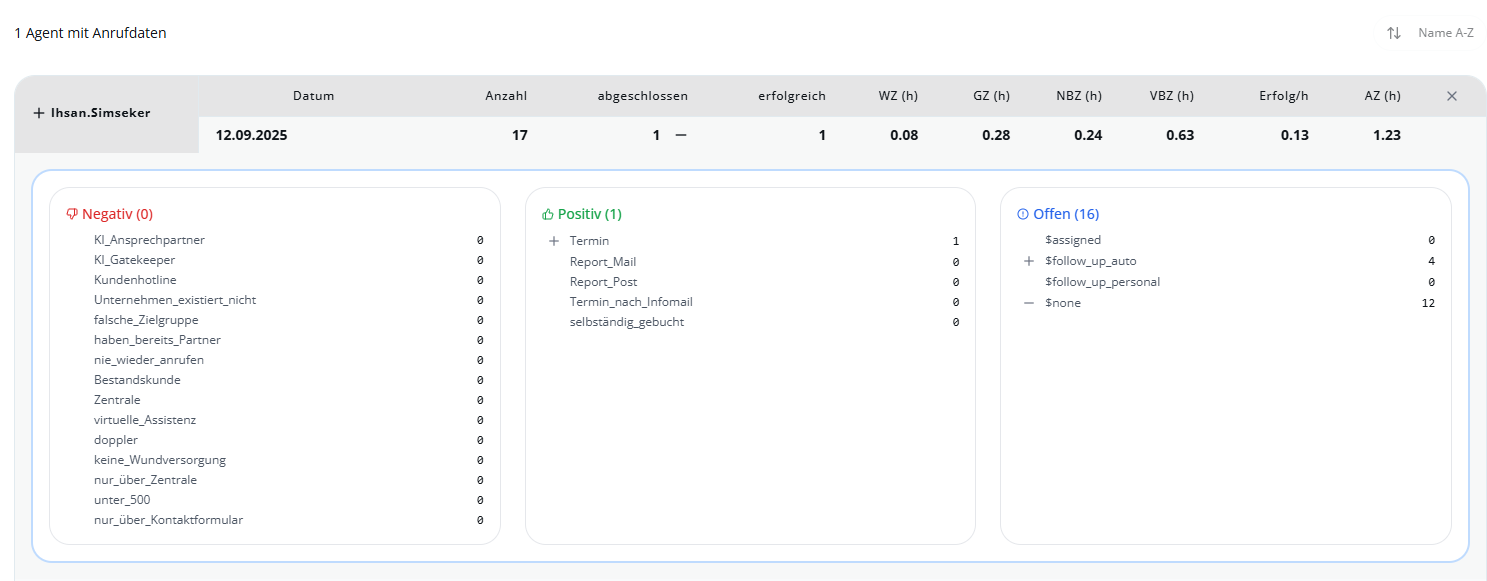 1 Agent mit Anrufdaten
Name A-Z
Ihsan.Simseker
Datum Anzahl abgeschlossen erfolgreich WZ (h) GZ (h) NBZ (h) VBZ (h) Erfolg/h AZ (h)
12.09.2025 17 1 — 1 0.08 0.28 0.24 0.63 0.13 1.23
Negativ (0)
KI_Ansprechpartner 0
KI_Gatekeeper 0
Kundenhotline 0
Unternehmen_existiert_nicht 0
falsche_Zielgruppe 0
haben_bereits_Partner 0
nie_wieder_anrufen 0
Bestandskunde 0
Zentrale 0
virtuelle_Assistenz 0
doppler 0
keine_Wundversorgung 0
nur_über_Zentrale 0
unter_500 0
nur_über_Kontaktformular 0
Positiv (1)
Termin 1
Report_Mail 0
Report_Post 0
Termin_nach_Infomail 0
selbständig_gebucht 0
Offen (16)
$assigned 0
$follow_up_auto 4
$follow_up_personal 0
$none 12